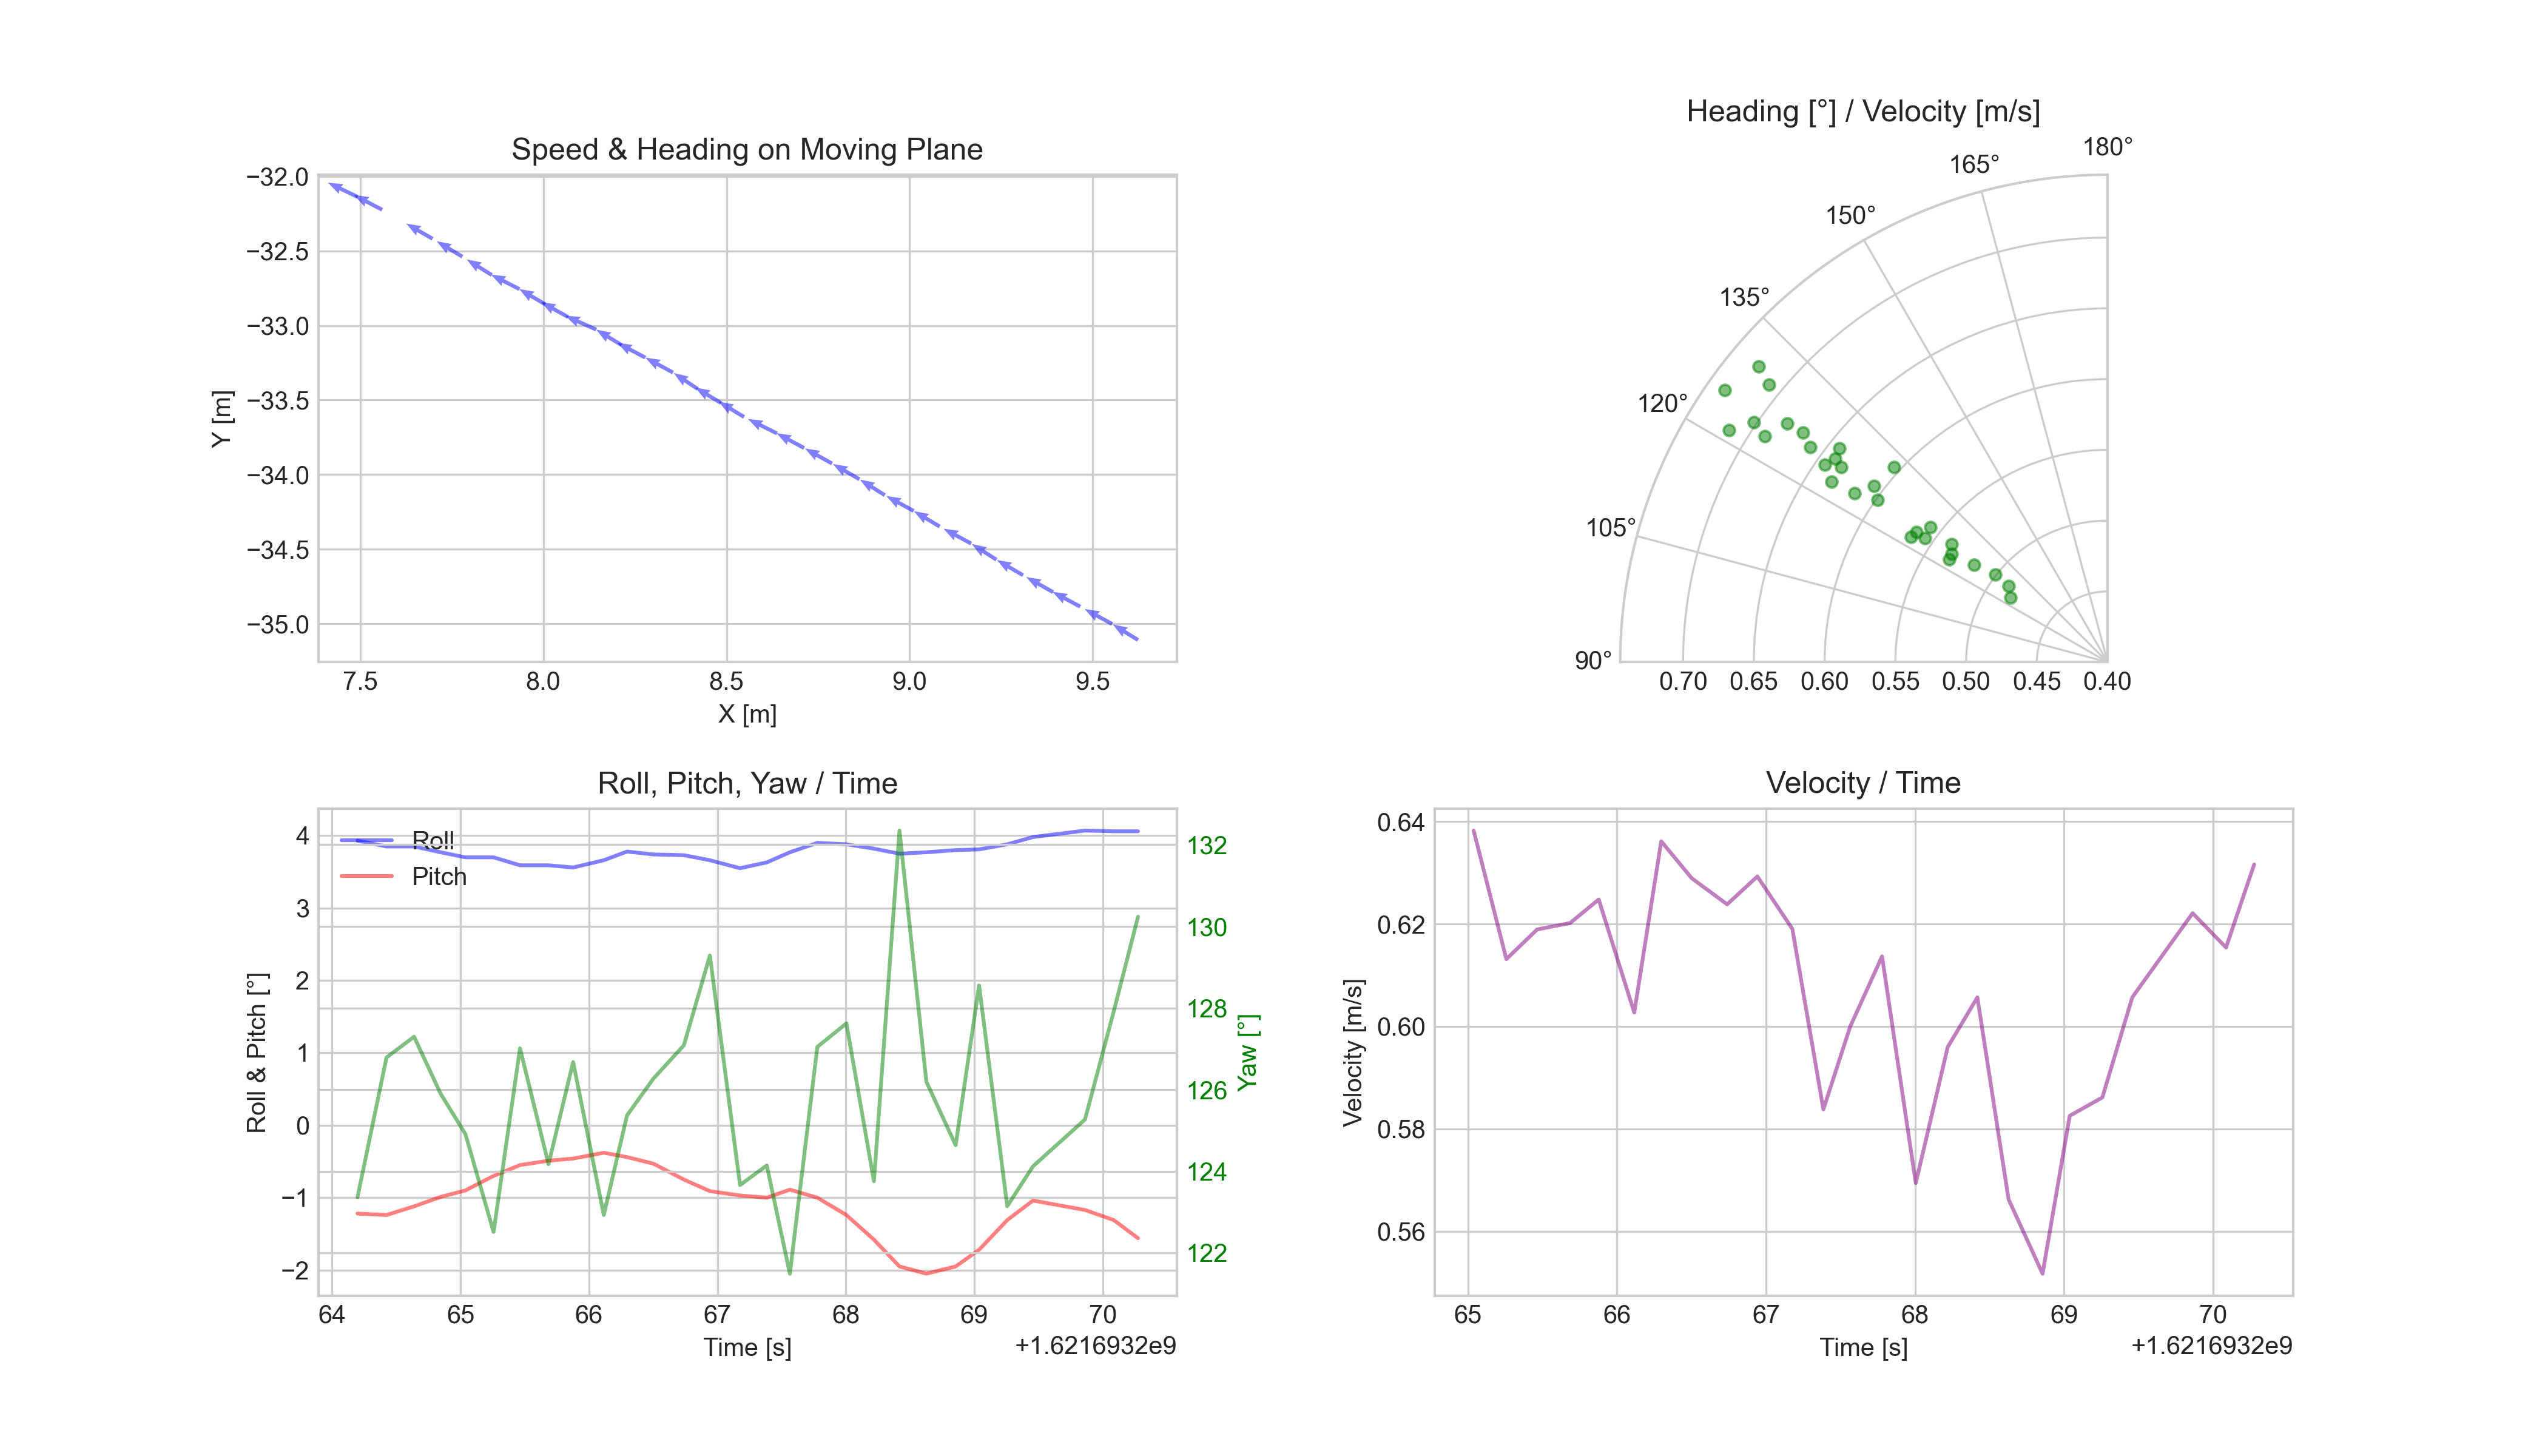 Speed & Heading on Moving Plane
−32.0
−32.5
−33.0
−33.5
−34.0
−34.5
−35.0
Y [m]
7.5 8.0 8.5 9.0 9.5
X [m]
Heading [°] / Velocity [m/s]
180°
165°
150°
135°
120°
105°
90°
0.70 0.65 0.60 0.55 0.50 0.45 0.40
Roll, Pitch, Yaw / Time
Roll
Pitch
4
3
2
1
0
−1
−2
Roll & Pitch [°]
132
130
128
126
124
122
Yaw [°]
64 65 66 67 68 69 70
Time [s]
+1.6216932e9
Velocity / Time
0.64
0.62
0.60
0.58
0.56
Velocity [m/s]
65 66 67 68 69 70
Time [s]
+1.6216932e9